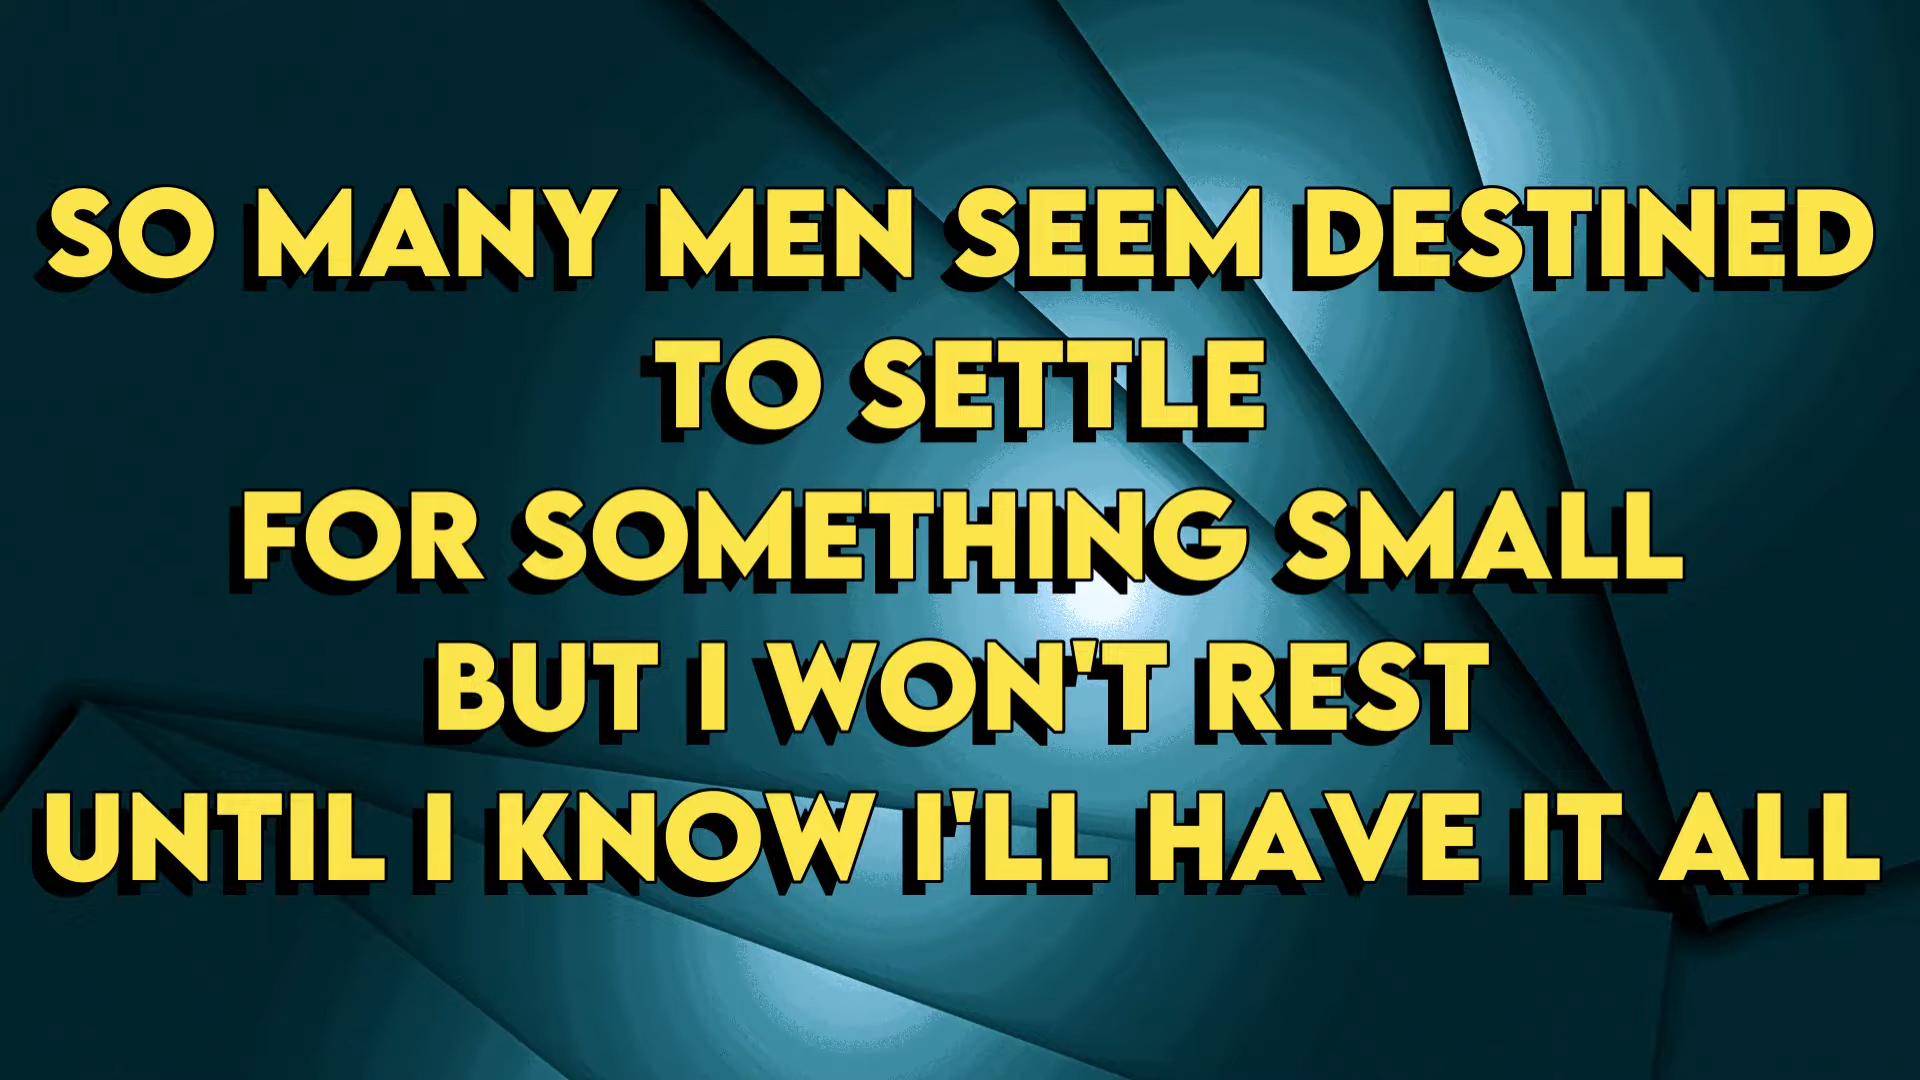 SO MANY MEN SEEM DESTINED
TO SETTLE
FOR SOMETHING SMALL
BUT I WON'T REST
UNTIL I KNOW I'LL HAVE IT ALL